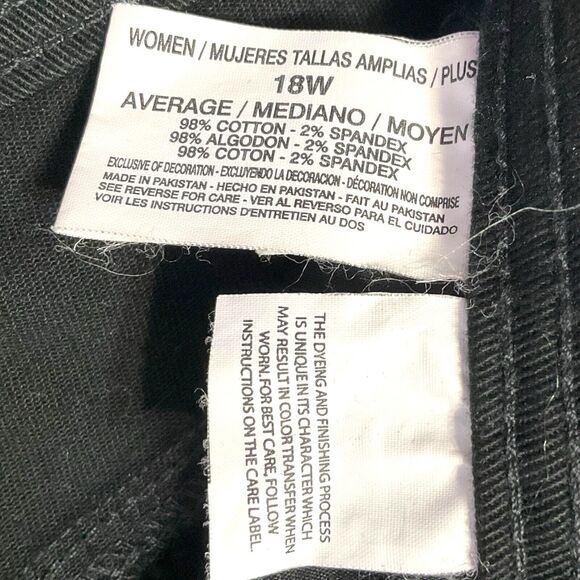 WOMEN / MUJERES TALLAS AMPLIAS / PLUS
18W
AVERAGE / MEDIANO / MOYEN
98% COTTON - 2% SPANDEX
98% ALGODON - 2% SPANDEX
98% COTON - 2% SPANDEX
EXCLUSIVE OF DECORATION - EXCLUYENDO LA DECORACION - DÉCORATION NON COMPRISE
MADE IN PAKISTAN - HECHO EN PAKISTAN - FAIT AU PAKISTAN
SEE REVERSE FOR CARE - VER AL REVERSO PARA EL CUIDADO
VOIR LES INSTRUCTIONS D'ENTRETIEN AU DOS
THE DYEING AND FINISHING PROCESS
IS UNIQUE IN ITS CHARACTER WHICH
MAY RESULT IN COLOR TRANSFER WHEN
WORN. FOR BEST CARE, FOLLOW
INSTRUCTIONS ON THE CARE LABEL.